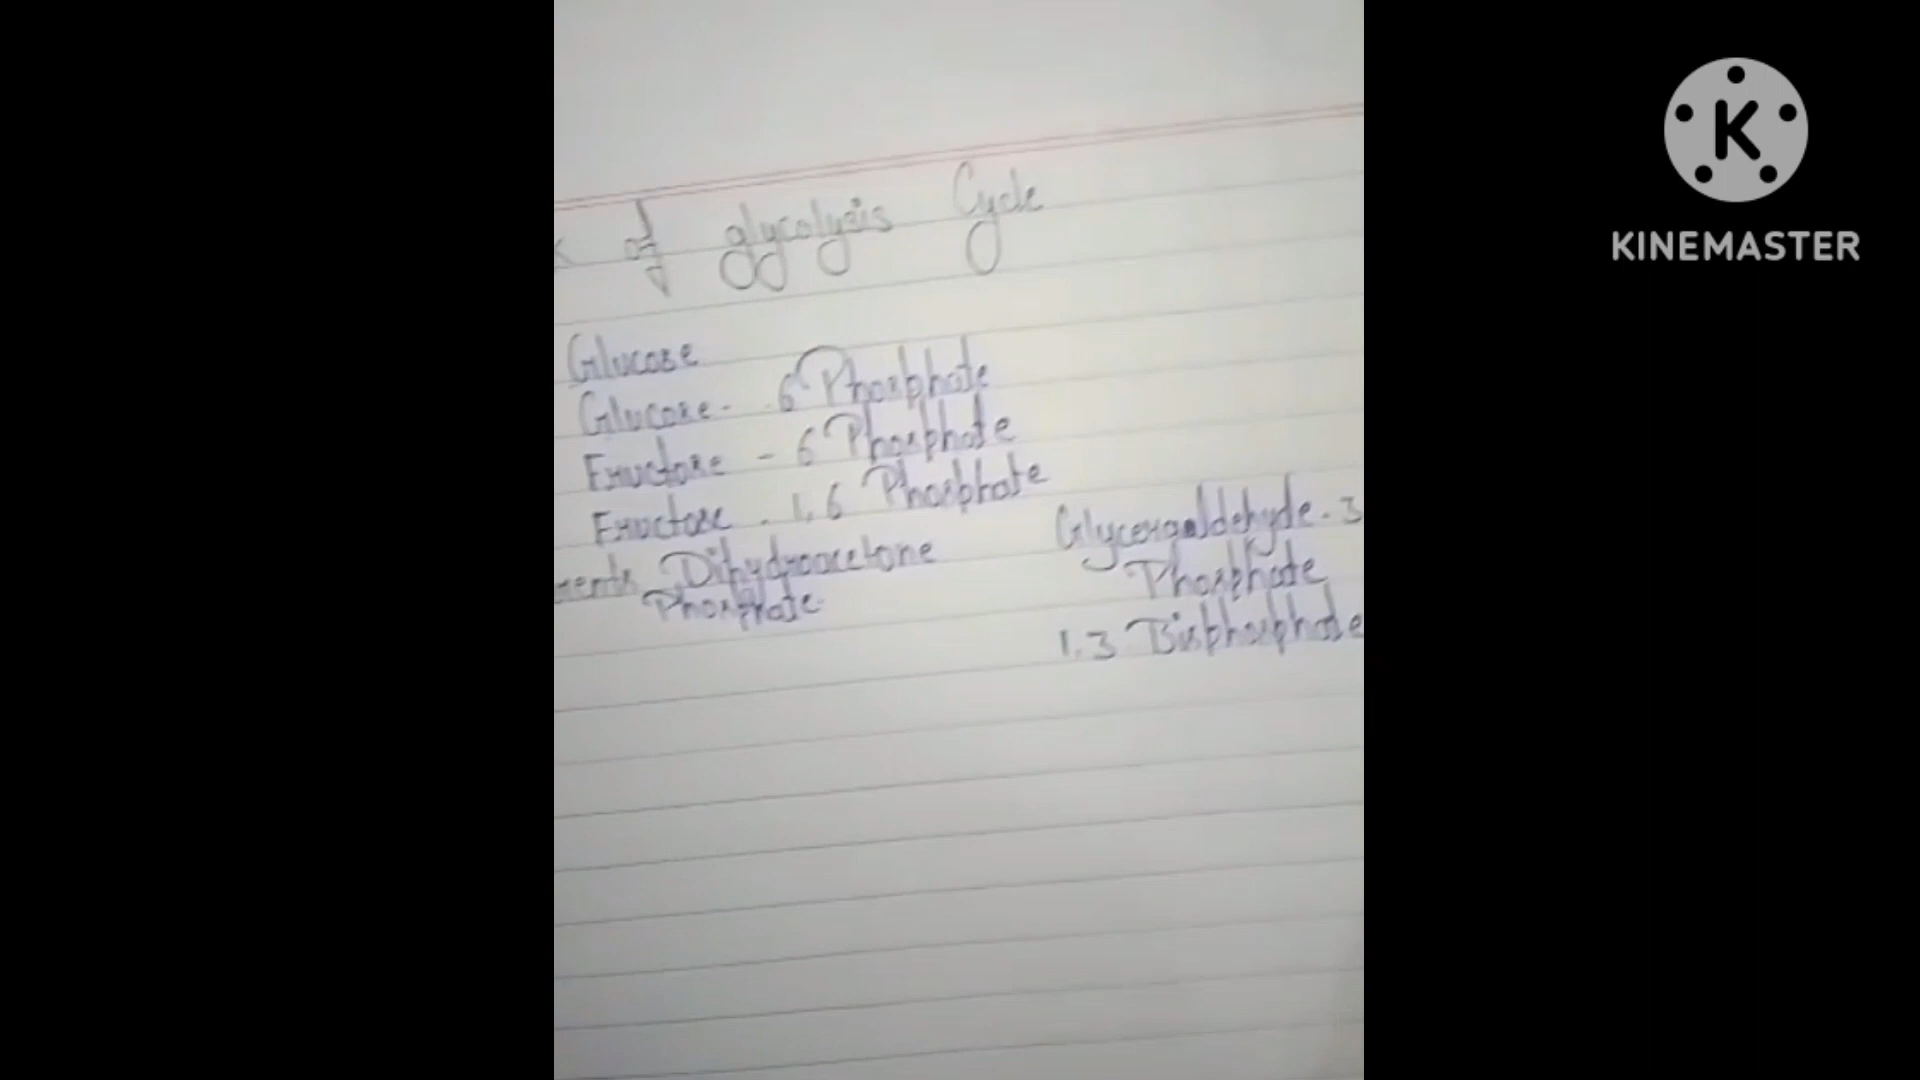 of glycolysis Cycle
Glucose
Glucose - 6 Phosphate
Fructose - 6 Phosphate
Fructose - 1,6 Phosphate
Dihydroacetone
Phosphate
Glyceraldehyde - 3
Phosphate
1,3 Bisphosphate
K
KINEMASTER